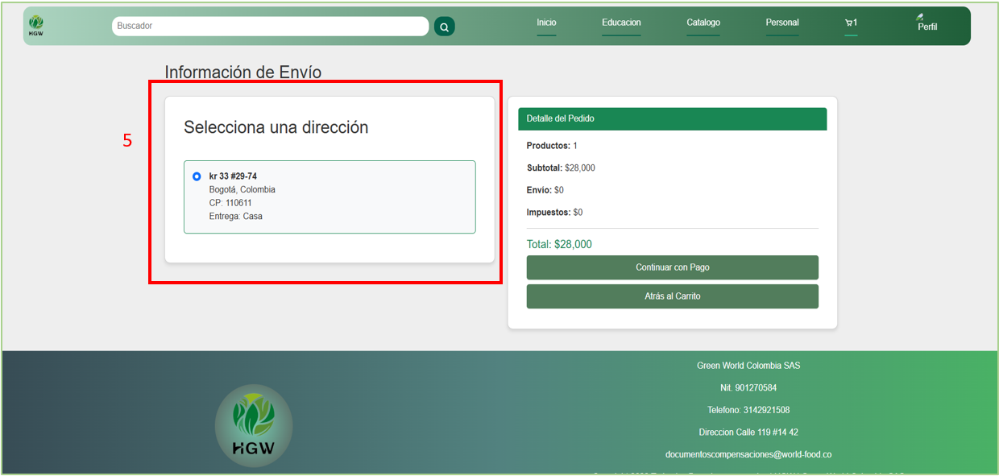 HGW
Buscador
Inicio
Educacion
Catalogo
Personal
1
Perfil
Información de Envío
5
Selecciona una dirección
kr 33 #29-74
Bogotá, Colombia
CP: 110611
Entrega: Casa
Detalle del Pedido
Productos: 1
Subtotal: $28,000
Envio: $0
Impuestos: $0
Total: $28,000
Continuar con Pago
Atrás al Carrito
HGW
Green World Colombia SAS
Nit. 901270584
Telefono: 3142921508
Direccion Calle 119 #14 42
documentoscompensaciones@world-food.co